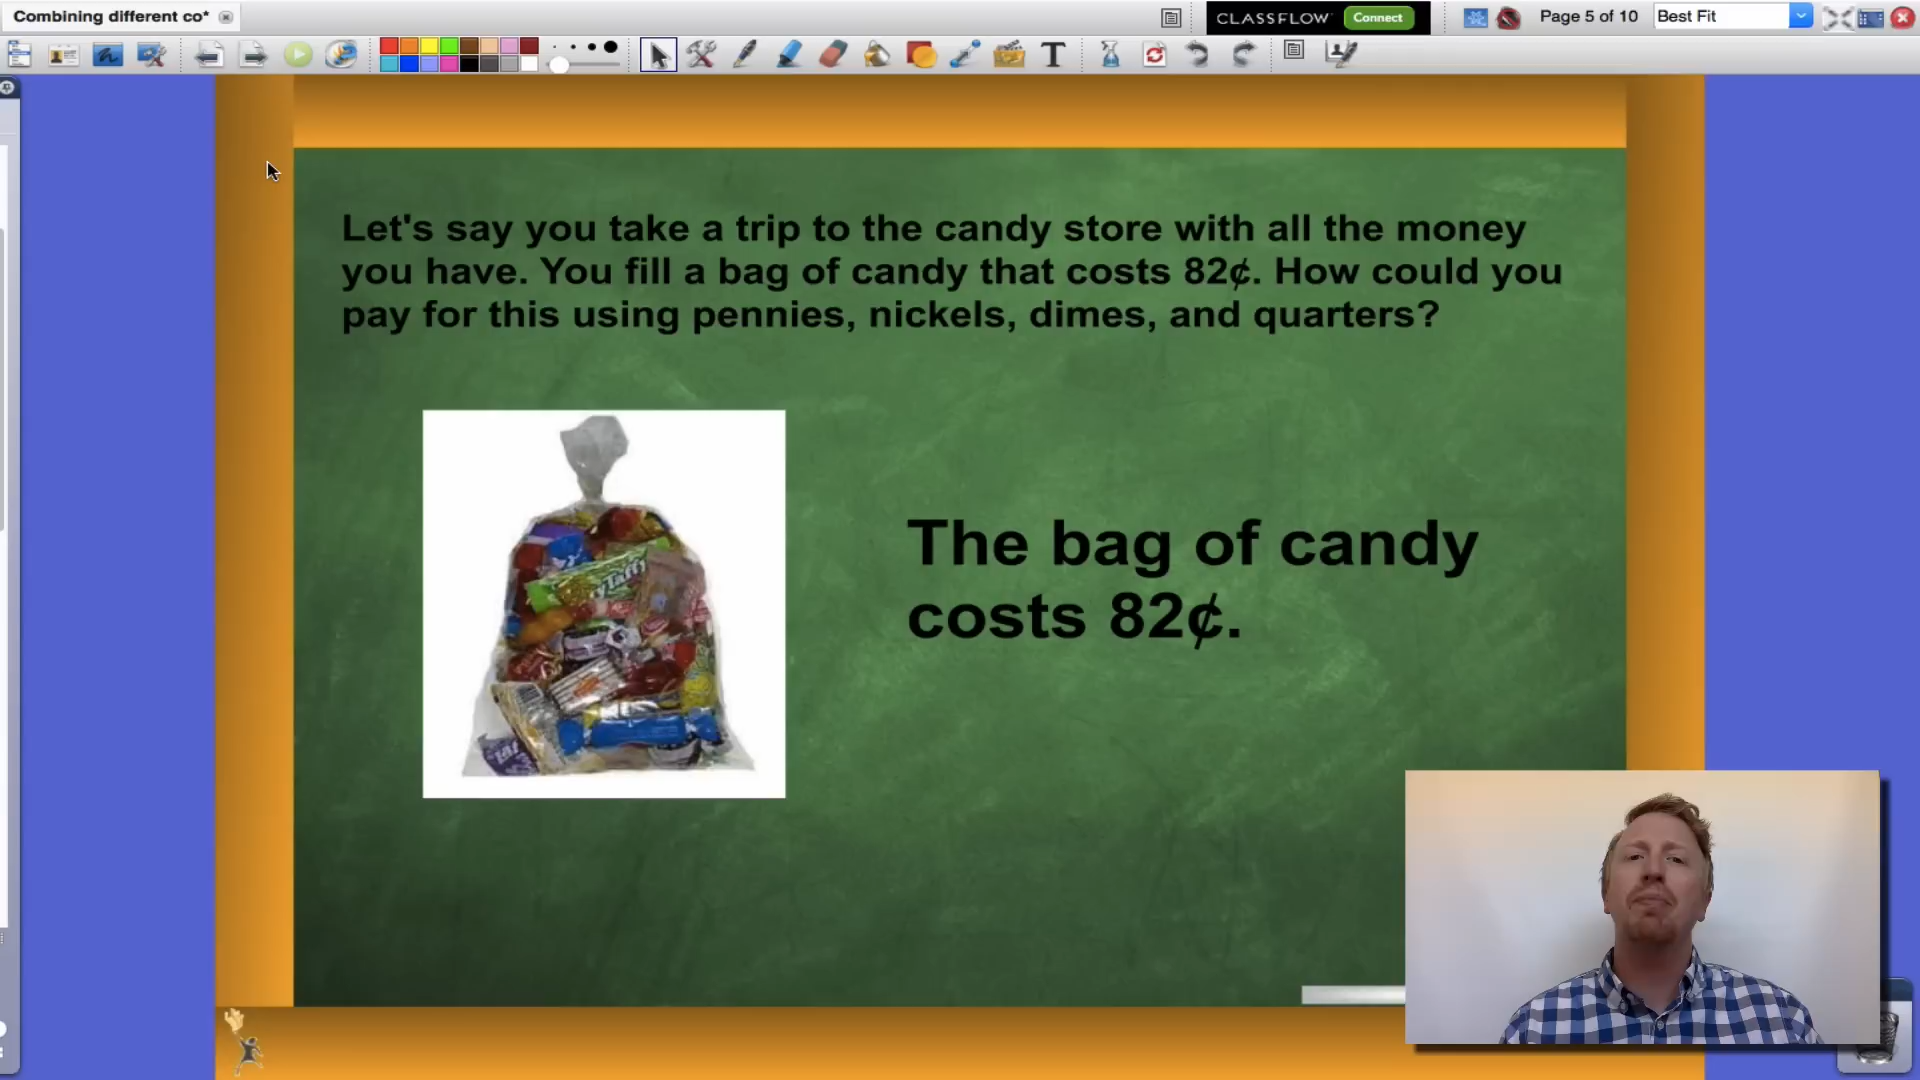 Combining different co*
CLASSFLOW Connect
Page 5 of 10
Best Fit
T
Let's say you take a trip to the candy store with all the money
you have. You fill a bag of candy that costs 82¢. How could you
pay for this using pennies, nickels, dimes, and quarters?
Taffy
The bag of candy
costs 82¢.